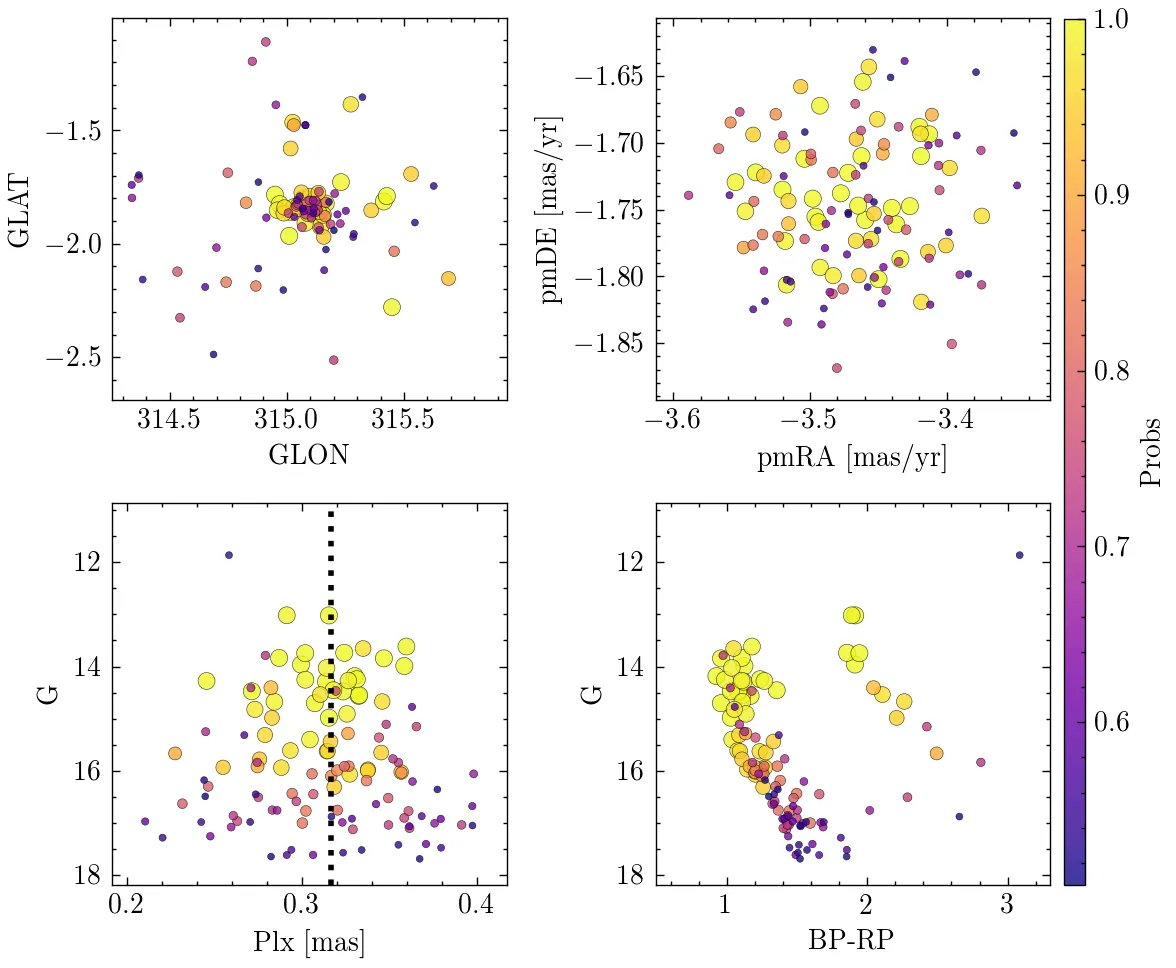 −1.5
−2.0
−2.5
GLAT
314.5 315.0 315.5
GLON
−1.65
−1.70
−1.75
−1.80
−1.85
pmDE [mas/yr]
−3.6 −3.5 −3.4
pmRA [mas/yr]
12
14
16
18
G
0.2 0.3 0.4
Plx [mas]
12
14
16
18
G
1 2 3
BP-RP
1.0
0.9
0.8
0.7
0.6
Probs